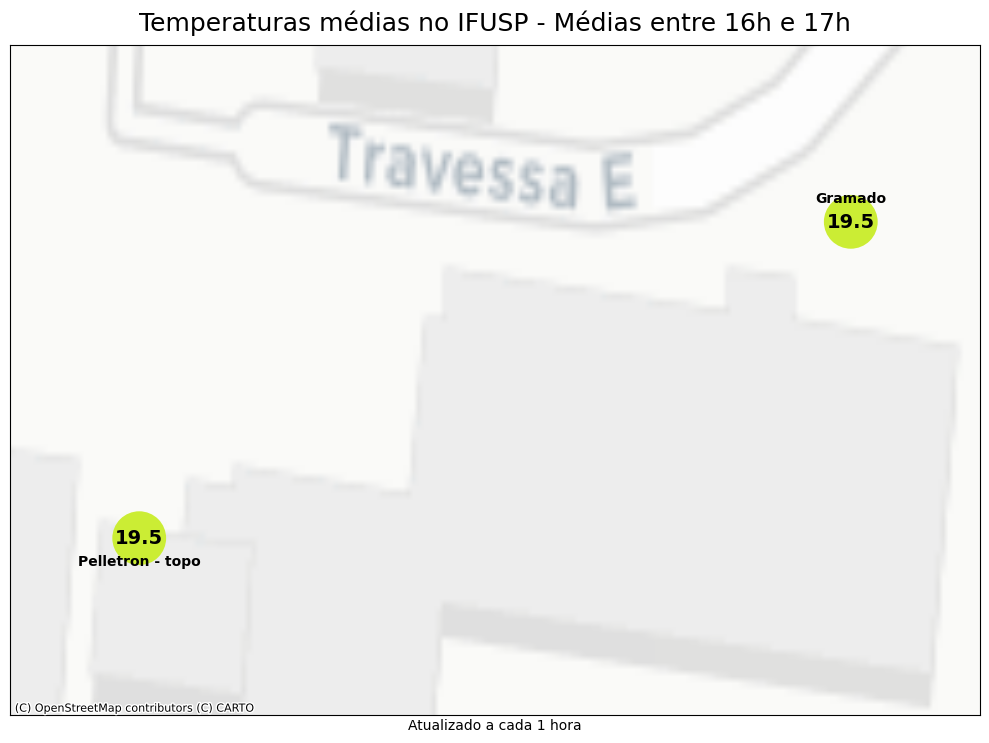 Temperaturas médias no IFUSP - Médias entre 16h e 17h
Travessa E
Gramado
19.5
19.5
Pelletron - topo
(C) OpenStreetMap contributors (C) CARTO
Atualizado a cada 1 hora